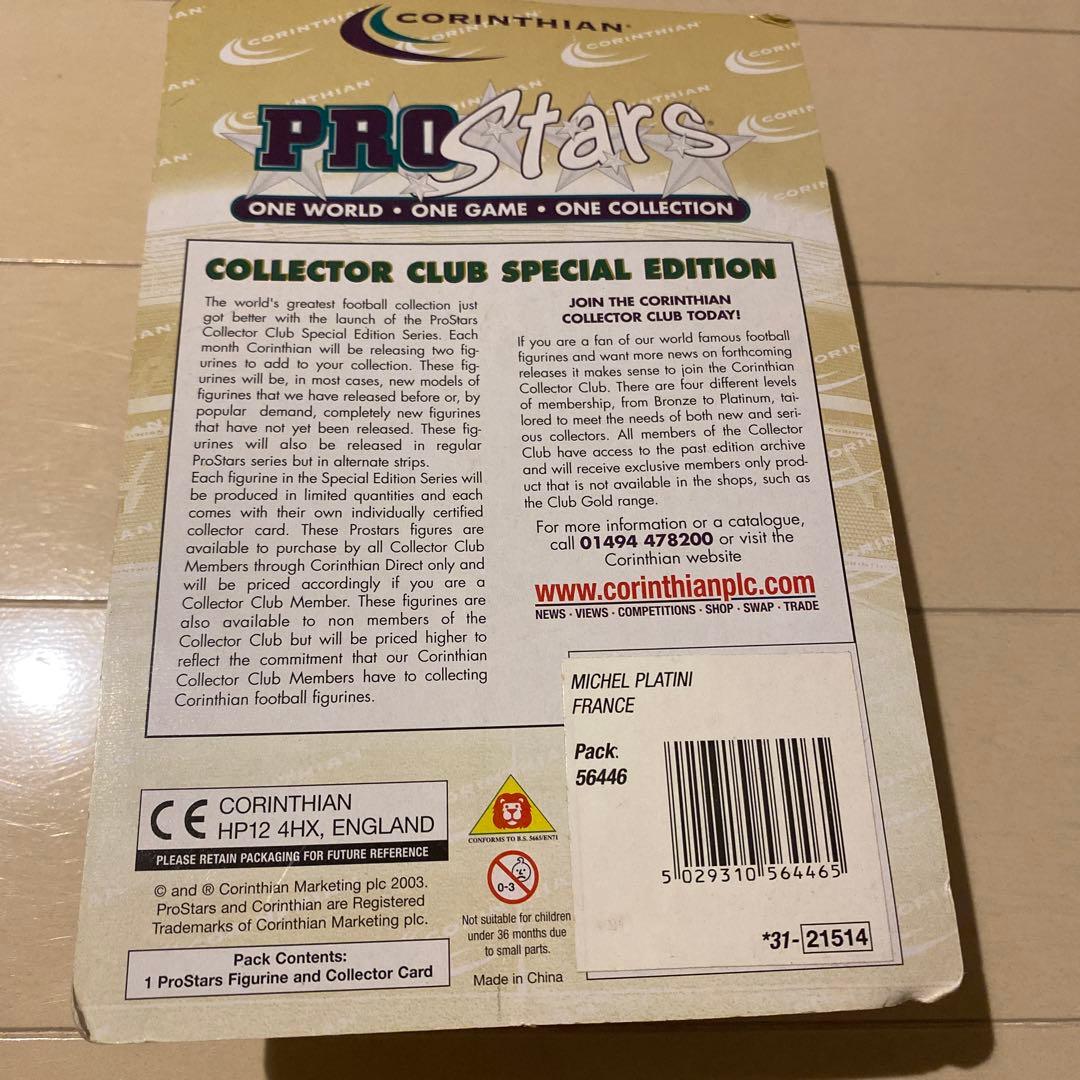 CORINTHIAN
PROStars
ONE WORLD • ONE GAME • ONE COLLECTION
COLLECTOR CLUB SPECIAL EDITION
The world's greatest football collection just
got better with the launch of the ProStars
Collector Club Special Edition Series. Each
month Corinthian will be releasing two fig-
urines to add to your collection. These fig-
urines will be, in most cases, new models of
figurines that we have released before or, by
popular demand, completely new figurines
that have not yet been released. These fig-
urines will also be released in regular
ProStars series but in alternate strips.
Each figurine in the Special Edition Series will
be produced in limited quantities and each
comes with their own individually certified
collector card. These Prostars figures are
available to purchase by all Collector Club
Members through Corinthian Direct only and
will be priced accordingly if you are a
Collector Club Member. These figurines are
also available to non members of the
Collector Club but will be priced higher to
reflect the commitment that our Corinthian
Collector Club Members have to collecting
Corinthian football figurines.
JOIN THE CORINTHIAN
COLLECTOR CLUB TODAY!
If you are a fan of our world famous football
figurines and want more news on forthcoming
releases it makes sense to join the Corinthian
Collector Club. There are four different levels
of membership, from Bronze to Platinum, tai-
lored to meet the needs of both new and seri-
ous collectors. All members of the Collector
Club have access to the past edition archive
and will receive exclusive members only prod-
uct that is not available in the shops, such as
the Club Gold range.
For more information or a catalogue,
call 01494 478200 or visit the
Corinthian website
www.corinthianplc.com
NEWS - VIEWS - COMPETITIONS - SHOP - SWAP - TRADE
MICHEL PLATINI
FRANCE
Pack:
56446
5 029310 564465
*31-21514
CE CORINTHIAN
HP12 4HX, ENGLAND
PLEASE RETAIN PACKAGING FOR FUTURE REFERENCE
© and ® Corinthian Marketing plc 2003.
ProStars and Corinthian are Registered
Trademarks of Corinthian Marketing plc.
Pack Contents:
1 ProStars Figurine and Collector Card
CONFORMS TO B.S. 5665/EN71
0-3
Not suitable for children
under 36 months due
to small parts.
Made in China